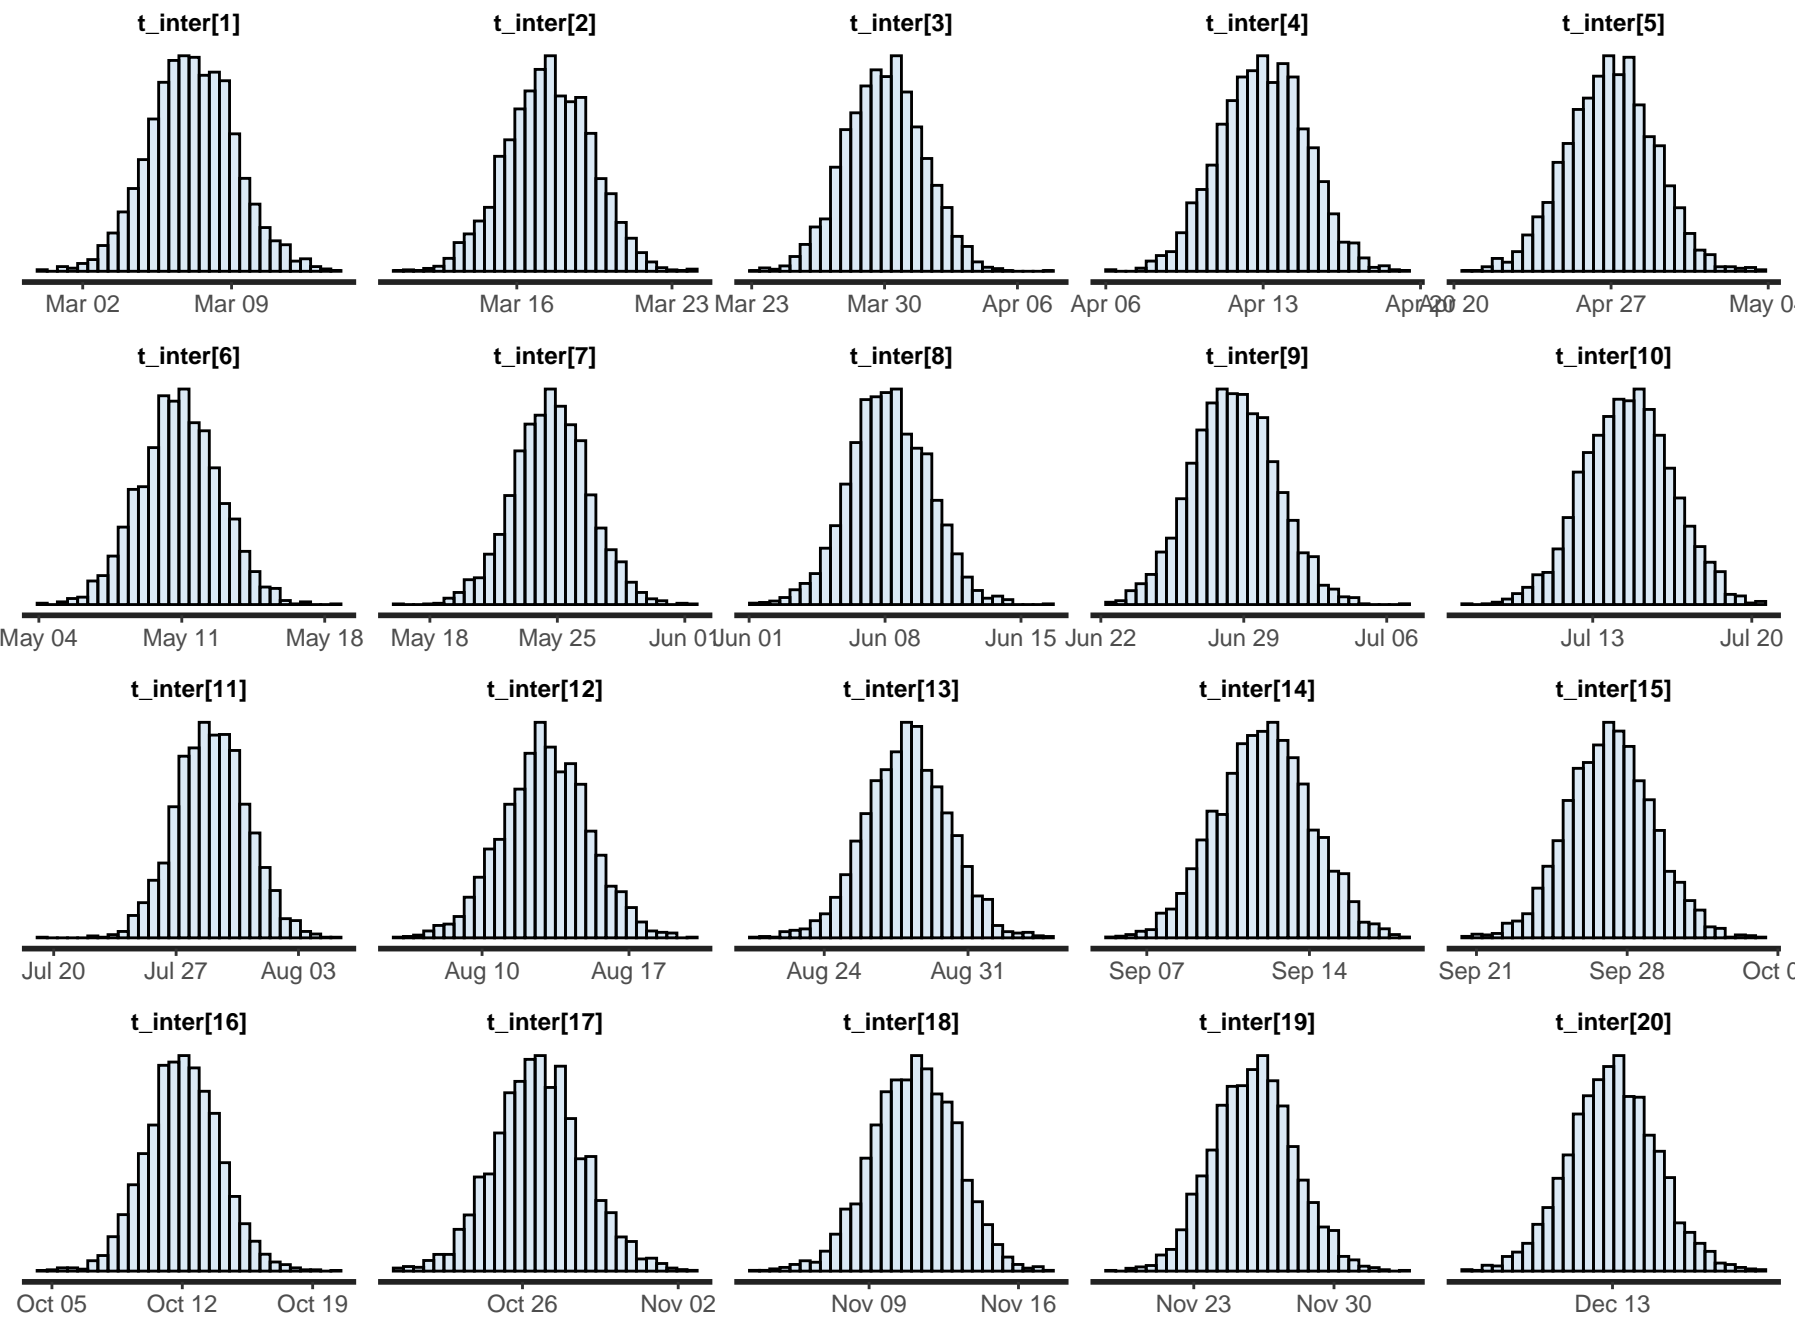 t_inter[1] t_inter[2] t_inter[3] t_inter[4] t_inter[5]
Mar 02 Mar 09 Mar 16 Mar 23 Mar 23 Mar 30 Apr 06 Apr 06 Apr 13 Apr 20 Apr 20 Apr 27 May 04
t_inter[6] t_inter[7] t_inter[8] t_inter[9] t_inter[10]
May 04 May 11 May 18 May 18 May 25 Jun 01 Jun 01 Jun 08 Jun 15 Jun 22 Jun 29 Jul 06 Jul 13 Jul 20
t_inter[11] t_inter[12] t_inter[13] t_inter[14] t_inter[15]
Jul 20 Jul 27 Aug 03 Aug 10 Aug 17 Aug 24 Aug 31 Sep 07 Sep 14 Sep 21 Sep 28 Oct 0
t_inter[16] t_inter[17] t_inter[18] t_inter[19] t_inter[20]
Oct 05 Oct 12 Oct 19 Oct 26 Nov 02 Nov 09 Nov 16 Nov 23 Nov 30 Dec 13